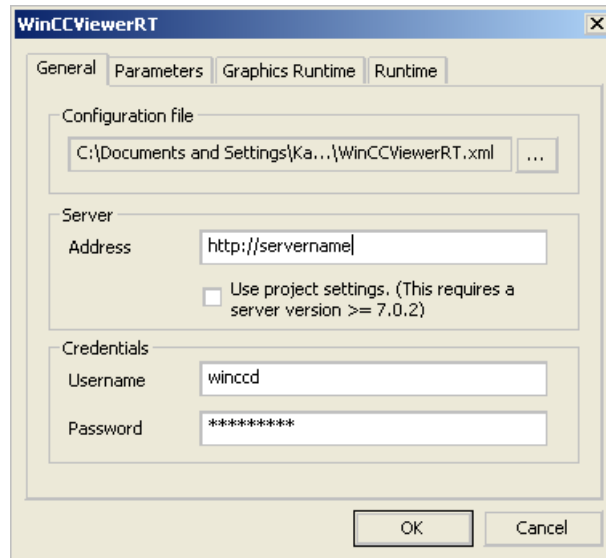 WinCCViewerRT
General Parameters Graphics Runtime Runtime
Configuration file
C:\Documents and Settings\Ka...\WinCCViewerRT.xml ...
Server
Address http://servername
Use project settings. (This requires a
server version >= 7.0.2)
Credentials
Username winccd
Password *********
OK Cancel